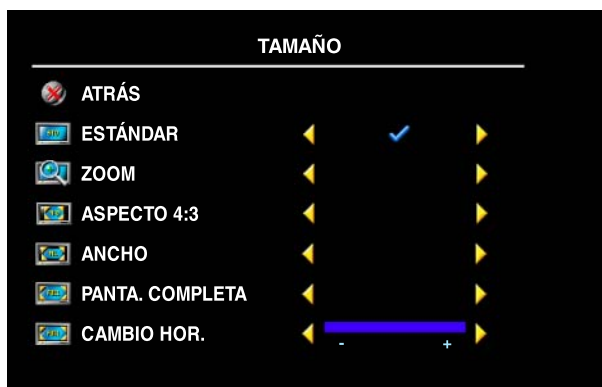 TAMAÑO
ATRÁS
ESTÁNDAR
ZOOM
ASPECTO 4:3
ANCHO
PANTA. COMPLETA
CAMBIO HOR.
- +